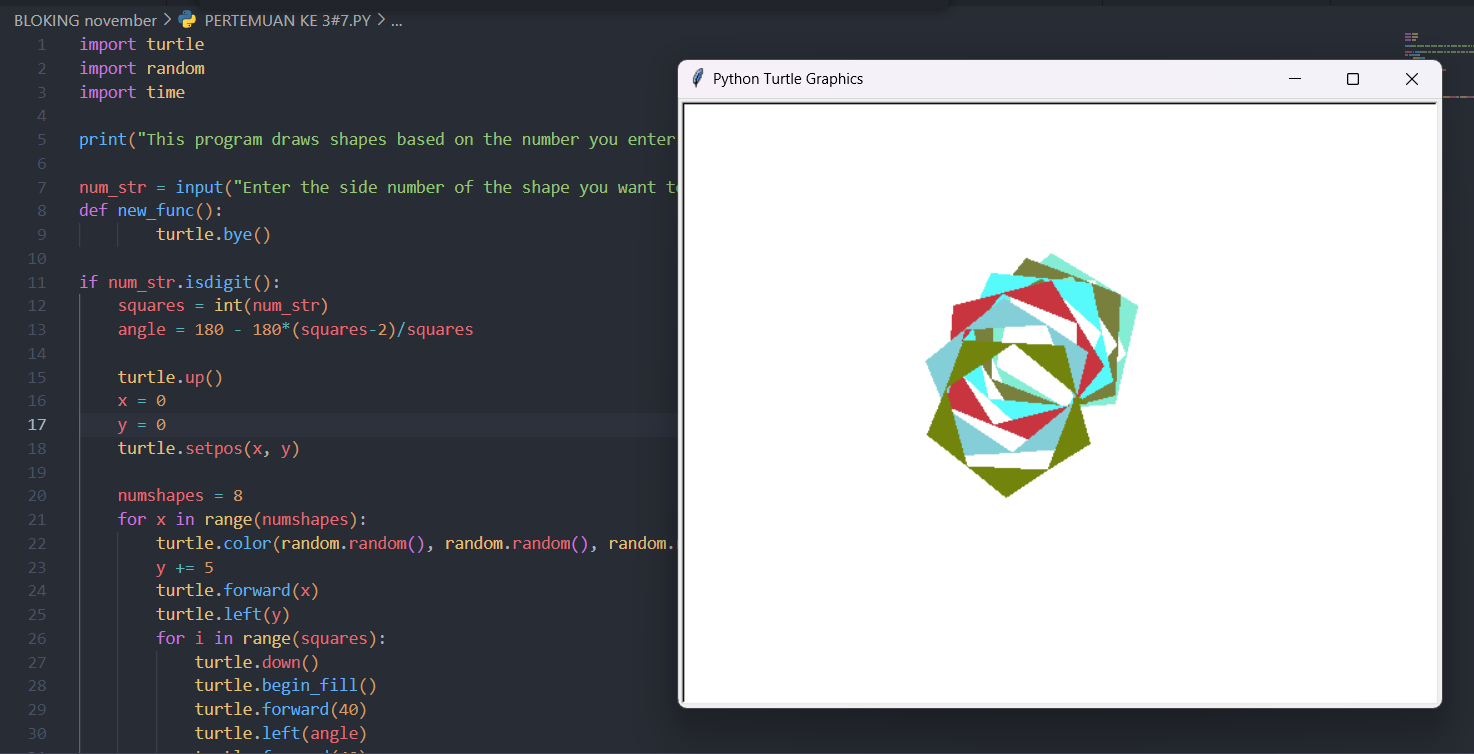 BLOKING november > PERTEMUAN KE 3#7.PY > ...
1 import turtle
2 import random
3 import time
4
5 print("This program draws shapes based on the number you enter
6
7 num_str = input("Enter the side number of the shape you want t
8 def new_func():
9 turtle.bye()
10
11 if num_str.isdigit():
12 squares = int(num_str)
13 angle = 180 - 180*(squares-2)/squares
14
15 turtle.up()
16 x = 0
17 y = 0
18 turtle.setpos(x, y)
19
20 numshapes = 8
21 for x in range(numshapes):
22 turtle.color(random.random(), random.random(), random.
23 y += 5
24 turtle.forward(x)
25 turtle.left(y)
26 for i in range(squares):
27 turtle.down()
28 turtle.begin_fill()
29 turtle.forward(40)
30 turtle.left(angle)
Python Turtle Graphics